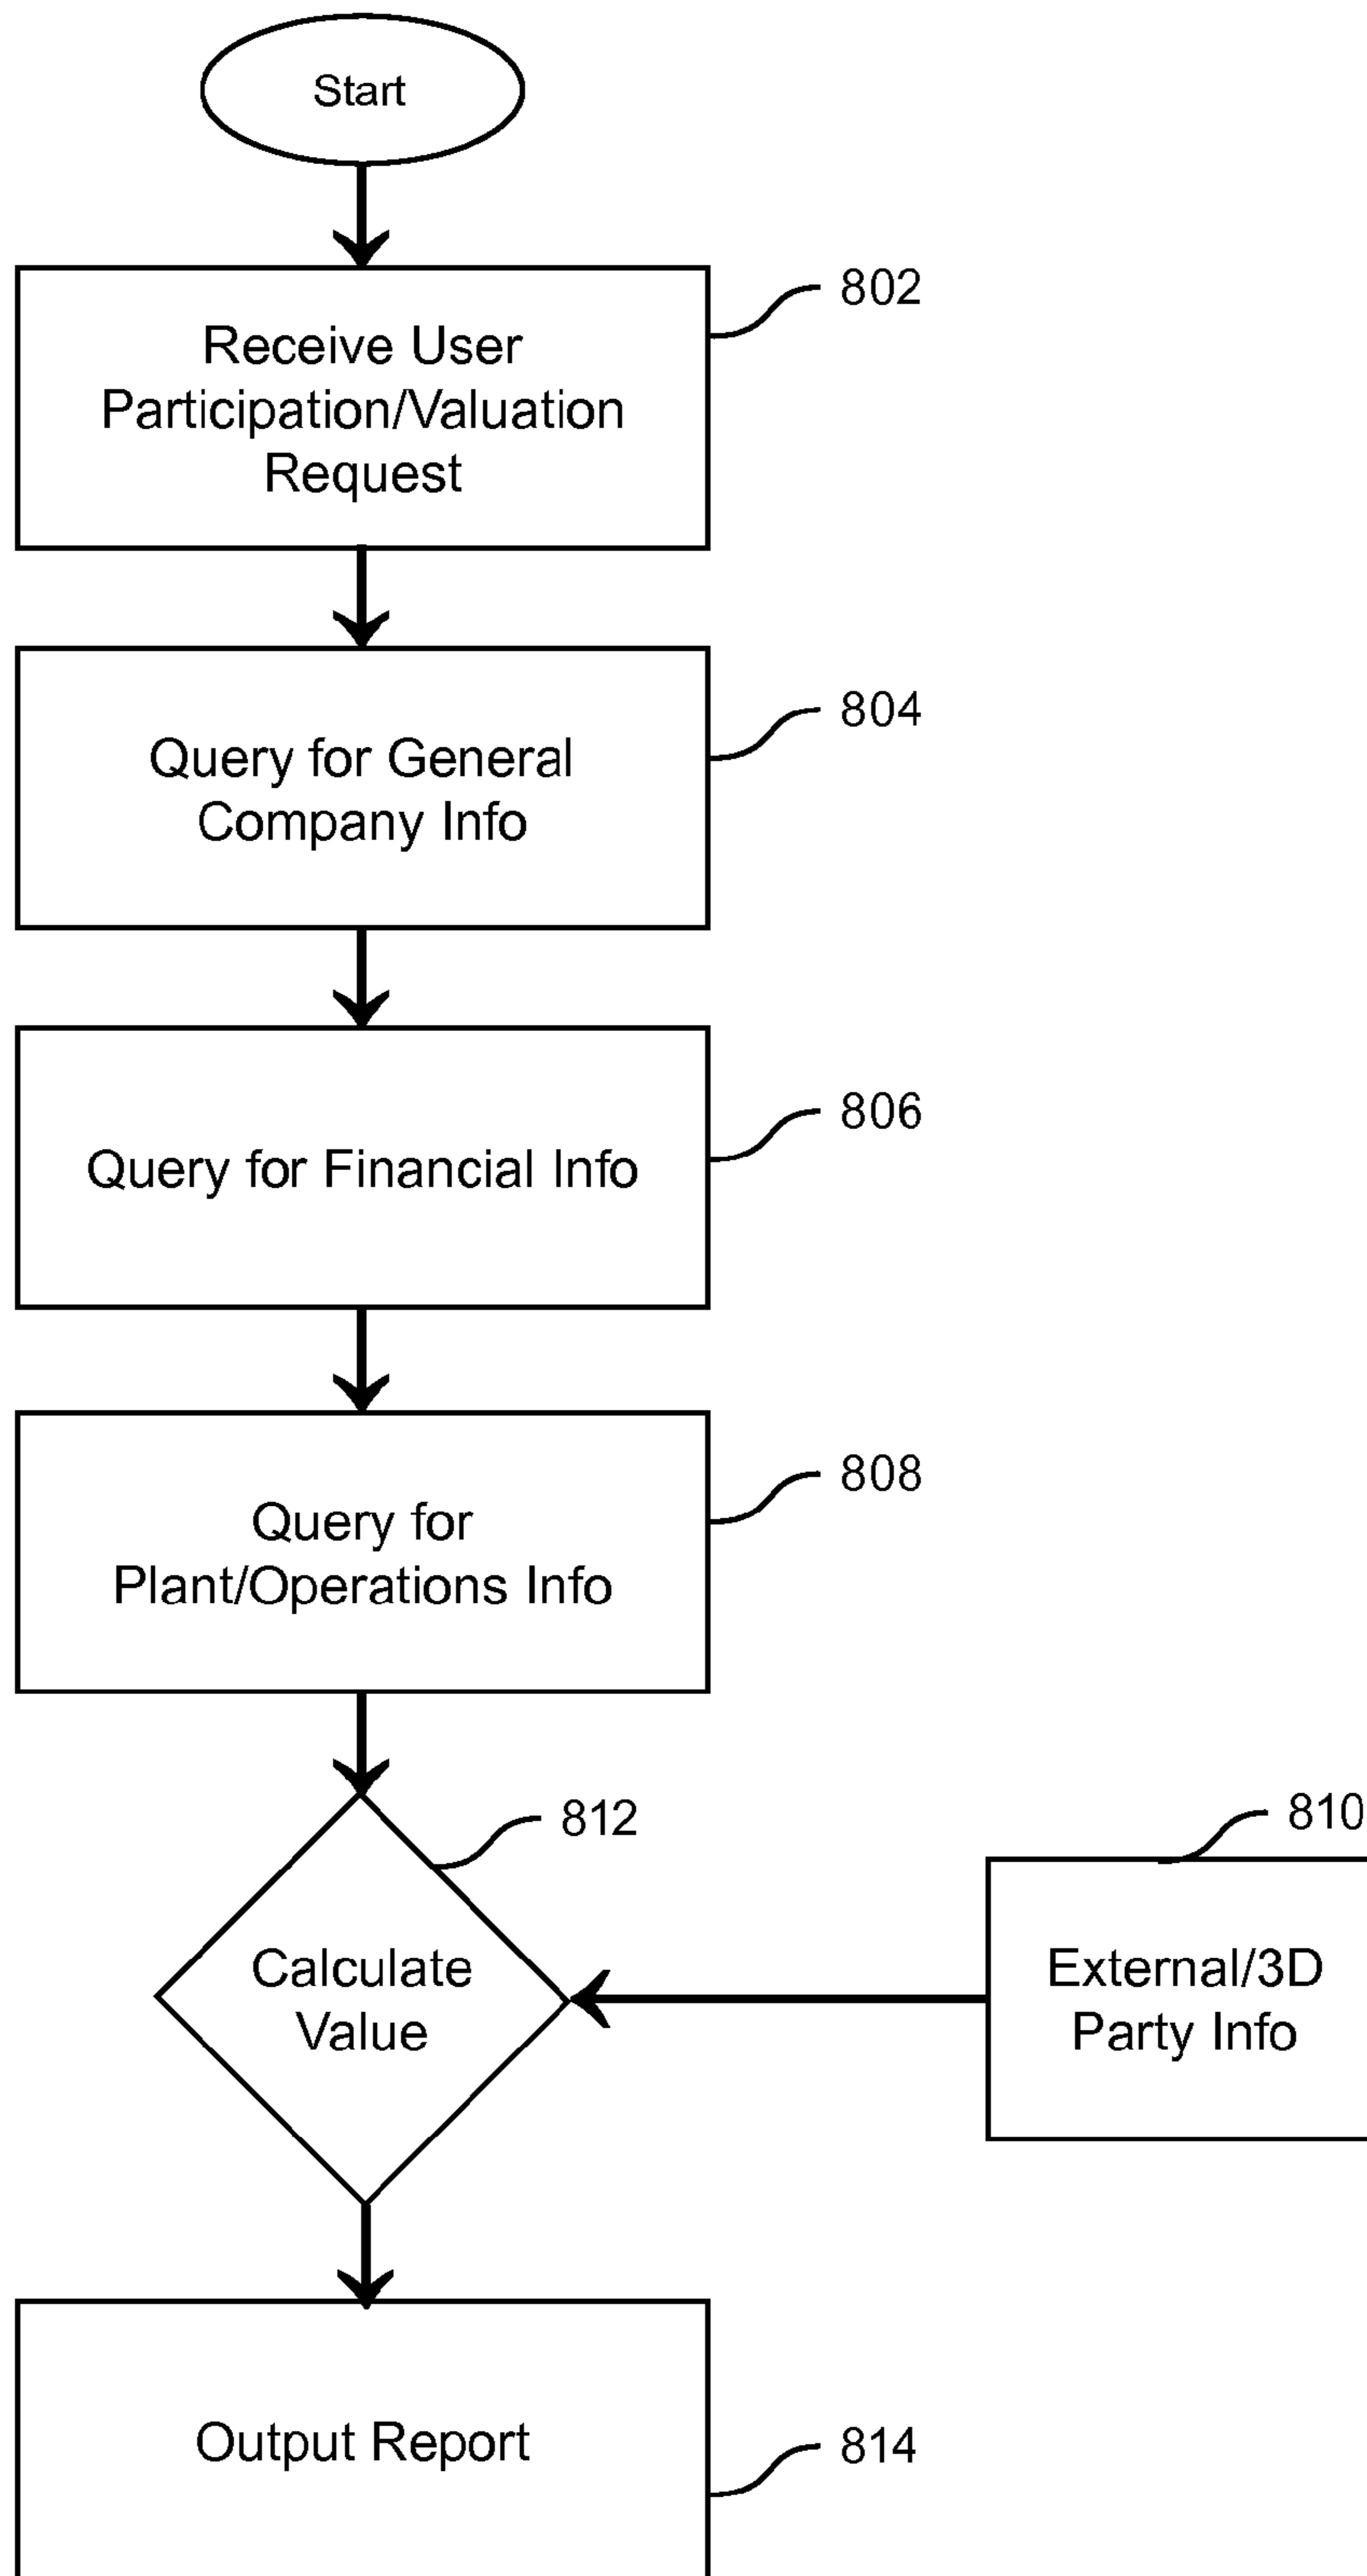 Start
802
Receive User
Participation/Valuation
Request
804
Query for General
Company Info
806
Query for Financial Info
808
Query for
Plant/Operations Info
812
810
Calculate
Value
External/3D
Party Info
Output Report
814